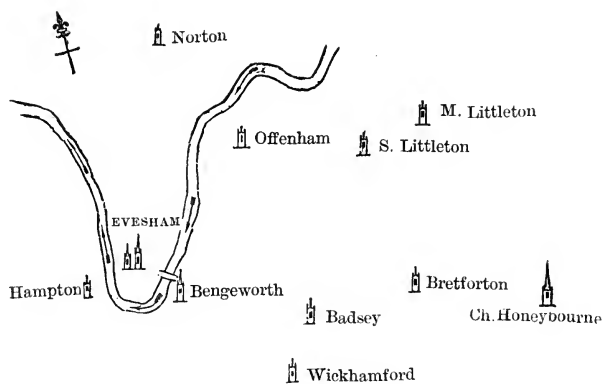 Norton
M. Littleton
Offenham
S. Littleton
EVESHAM
Hampton
Bengeworth
Bretforton
Badsey
Ch. Honeybourne
Wickhamford